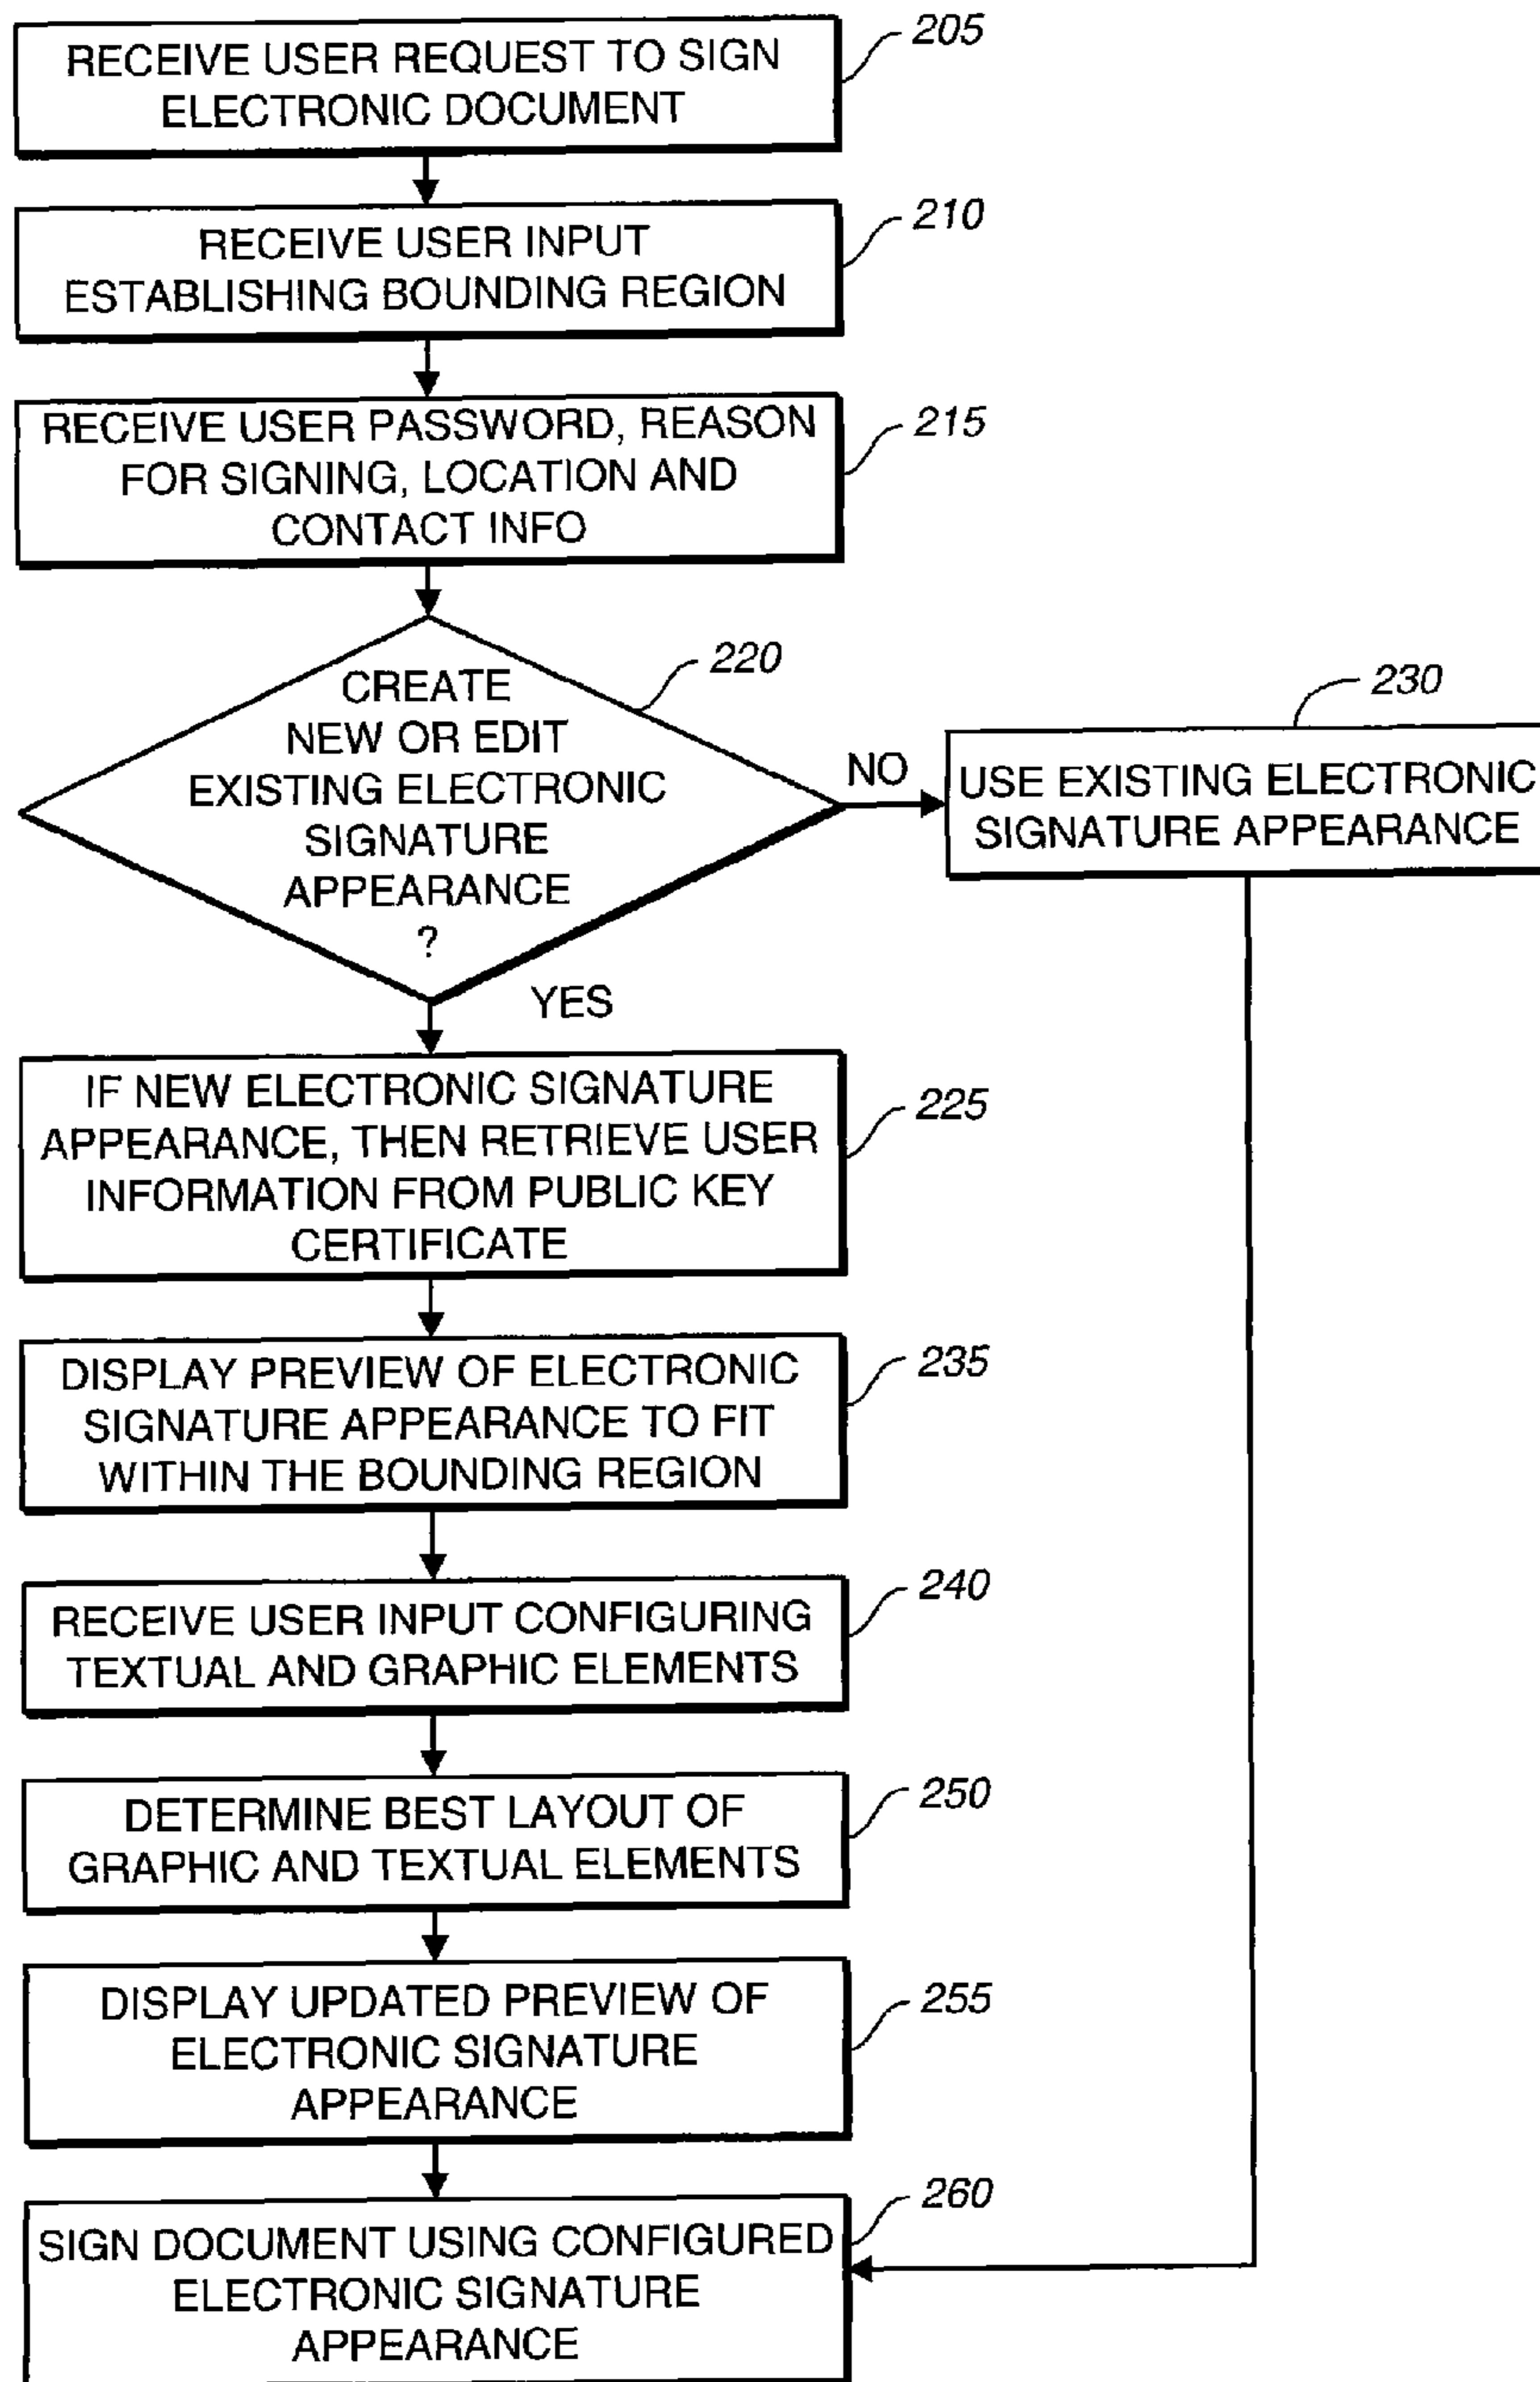 RECEIVE USER REQUEST TO SIGN
ELECTRONIC DOCUMENT
205
RECEIVE USER INPUT
ESTABLISHING BOUNDING REGION
210
RECEIVE USER PASSWORD, REASON
FOR SIGNING, LOCATION AND
CONTACT INFO
215
CREATE
NEW OR EDIT
EXISTING ELECTRONIC
SIGNATURE
APPEARANCE
?
220
NO
230
USE EXISTING ELECTRONIC
SIGNATURE APPEARANCE
YES
IF NEW ELECTRONIC SIGNATURE
APPEARANCE, THEN RETRIEVE USER
INFORMATION FROM PUBLIC KEY
CERTIFICATE
225
DISPLAY PREVIEW OF ELECTRONIC
SIGNATURE APPEARANCE TO FIT
WITHIN THE BOUNDING REGION
235
RECEIVE USER INPUT CONFIGURING
TEXTUAL AND GRAPHIC ELEMENTS
240
DETERMINE BEST LAYOUT OF
GRAPHIC AND TEXTUAL ELEMENTS
250
DISPLAY UPDATED PREVIEW OF
ELECTRONIC SIGNATURE
APPEARANCE
255
SIGN DOCUMENT USING CONFIGURED
ELECTRONIC SIGNATURE
APPEARANCE
260